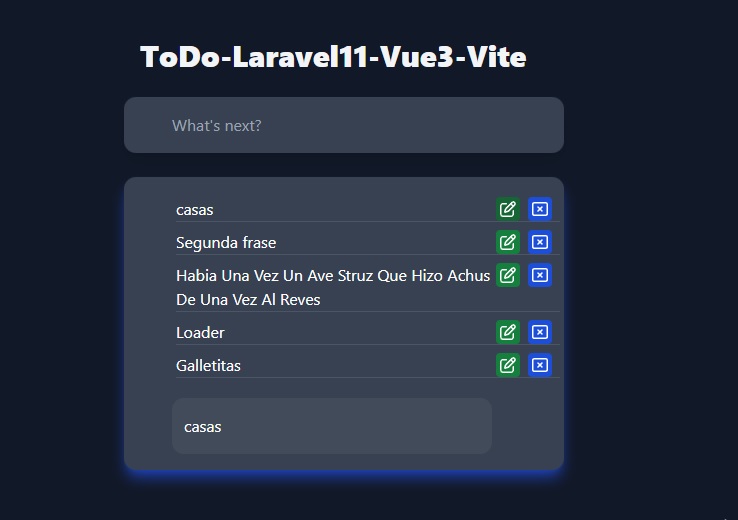 ToDo-Laravel11-Vue3-Vite
What's next?
casas
Segunda frase
Habia Una Vez Un Ave Struz Que Hizo Achus
De Una Vez Al Reves
Loader
Galletitas
casas